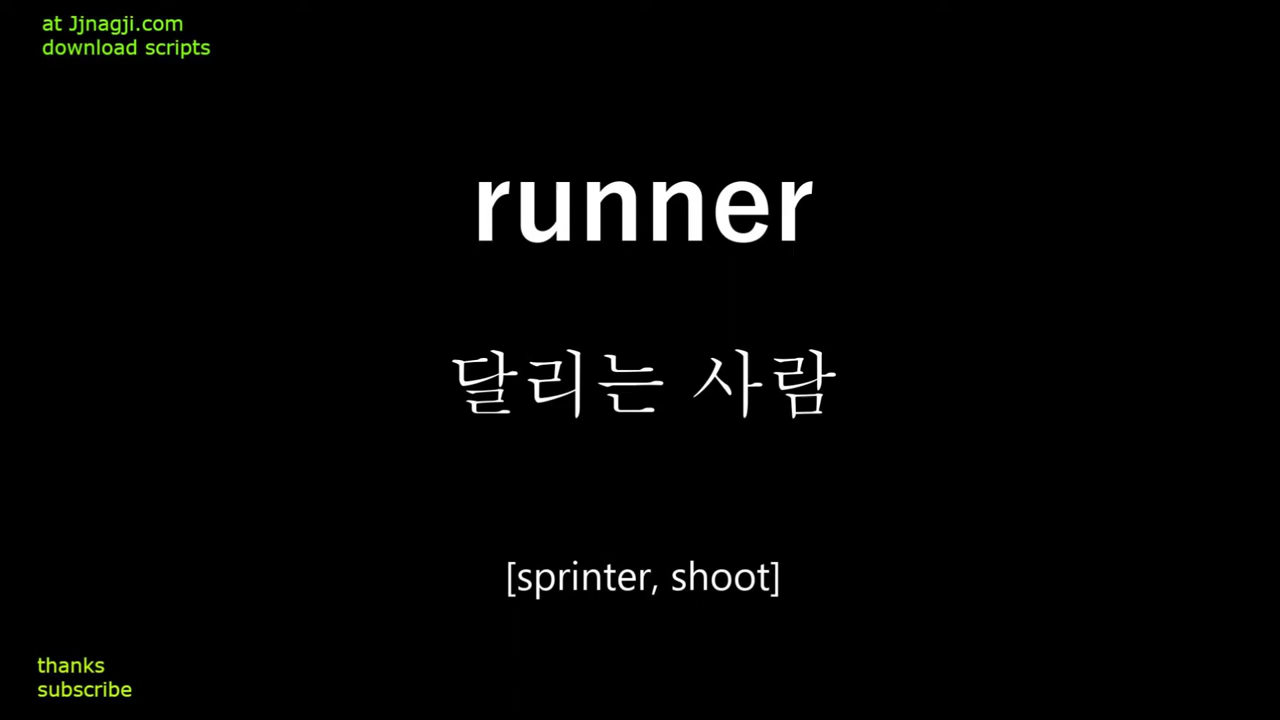 at Jjnagji.com
download scripts
runner
달리는 사람
[sprinter, shoot]
thanks
subscribe